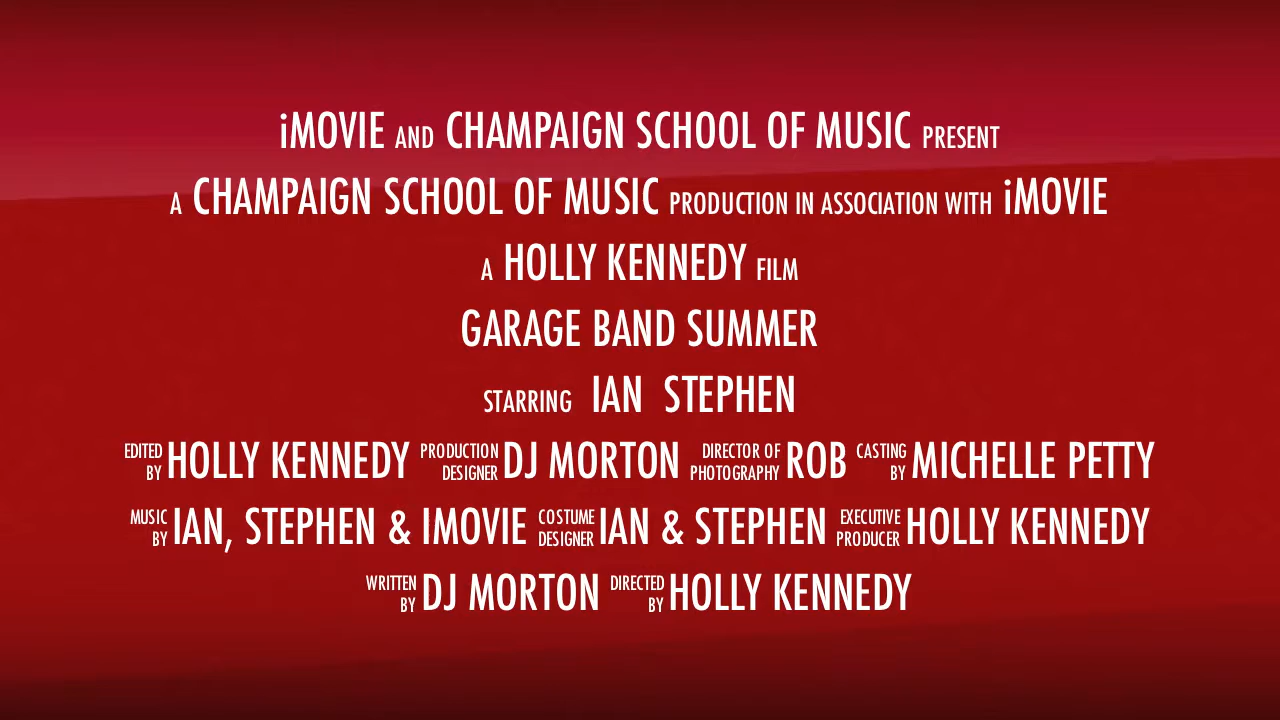 iMOVIE AND CHAMPAIGN SCHOOL OF MUSIC PRESENT
A CHAMPAIGN SCHOOL OF MUSIC PRODUCTION IN ASSOCIATION WITH iMOVIE
A HOLLY KENNEDY FILM
GARAGE BAND SUMMER
STARRING IAN STEPHEN
EDITED BY HOLLY KENNEDY PRODUCTION DESIGNER DJ MORTON DIRECTOR OF PHOTOGRAPHY ROB CASTING BY MICHELLE PETTY
MUSIC BY IAN, STEPHEN & IMOVIE COSTUME DESIGNER IAN & STEPHEN EXECUTIVE PRODUCER HOLLY KENNEDY
WRITTEN BY DJ MORTON DIRECTED BY HOLLY KENNEDY